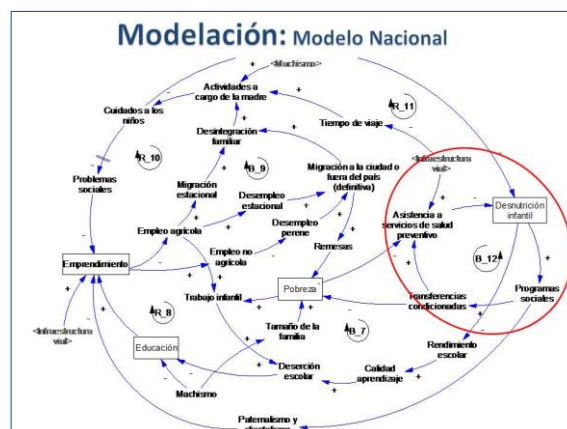 Modelación: Modelo Nacional
<Machismo>
Actividades a
cargo de la madre
R_11
Cuidados a los
niños
Tiempo de viaje
Desintegración
familiar
R_10
B_9
Migración a la ciudad o
fuera del país
(definitiva)
<Infraestructura
vial>
Problemas
sociales
Migración
estacional
Desempleo
estacional
Asistencia a
servicios de salud
preventivo
Desnutrición
infantil
Empleo agrícola
Desempleo
perene
Remesas
B_12
Emprendimiento
Empleo no
agrícola
Pobreza
Trabajo infantil
Transferencias
condicionadas
Programas
sociales
<Infraestructura
vial>
R_8
Tamaño de la
familia
B_7
Educación
Rendimiento
escolar
Deserción
escolar
Calidad
aprendizaje
Machismo
Paternalismo y